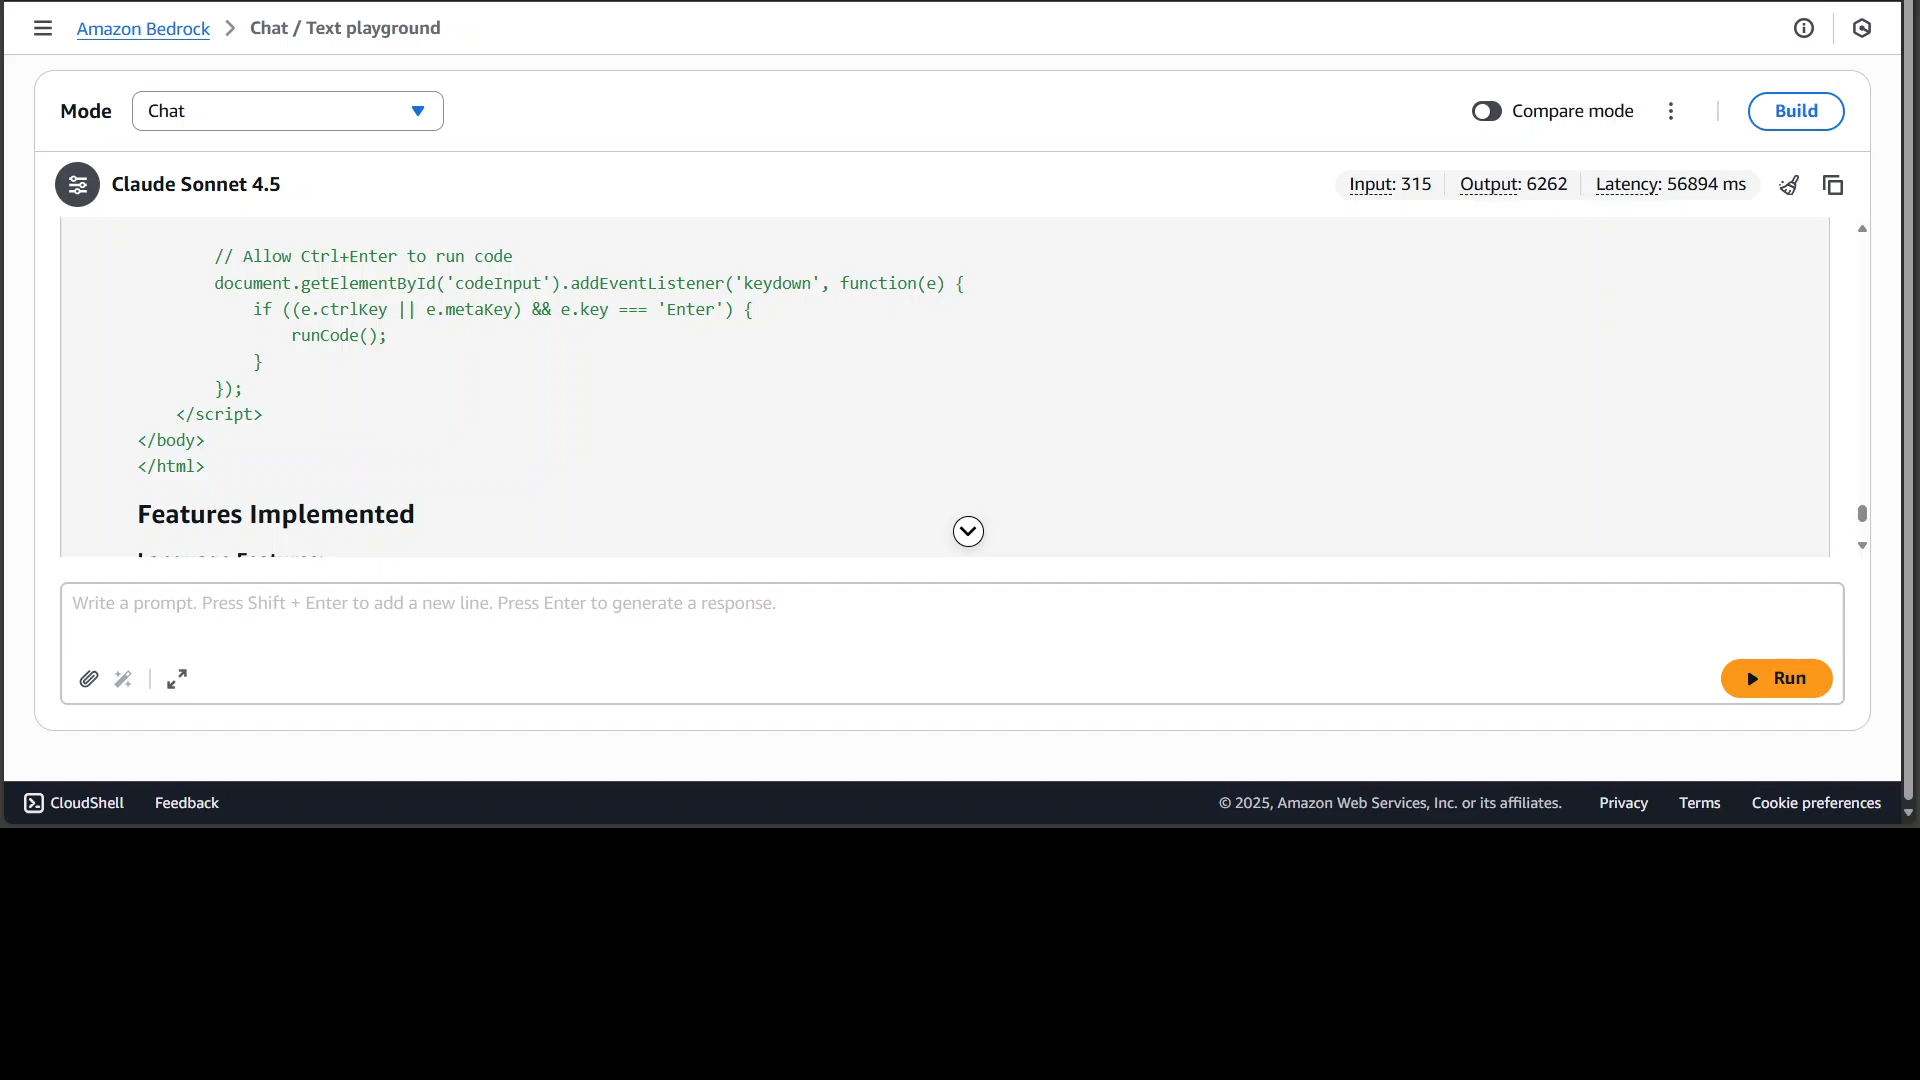 Amazon Bedrock > Chat / Text playground
Mode Chat Compare mode Build
Claude Sonnet 4.5 Input: 315 Output: 6262 Latency: 56894 ms
// Allow Ctrl+Enter to run code
document.getElementById('codeInput').addEventListener('keydown', function(e) {
if ((e.ctrlKey || e.metaKey) && e.key === 'Enter') {
runCode();
}
});
</script>
</body>
</html>
Features Implemented
Write a prompt. Press Shift + Enter to add a new line. Press Enter to generate a response.
Run
CloudShell Feedback © 2025, Amazon Web Services, Inc. or its affiliates. Privacy Terms Cookie preferences